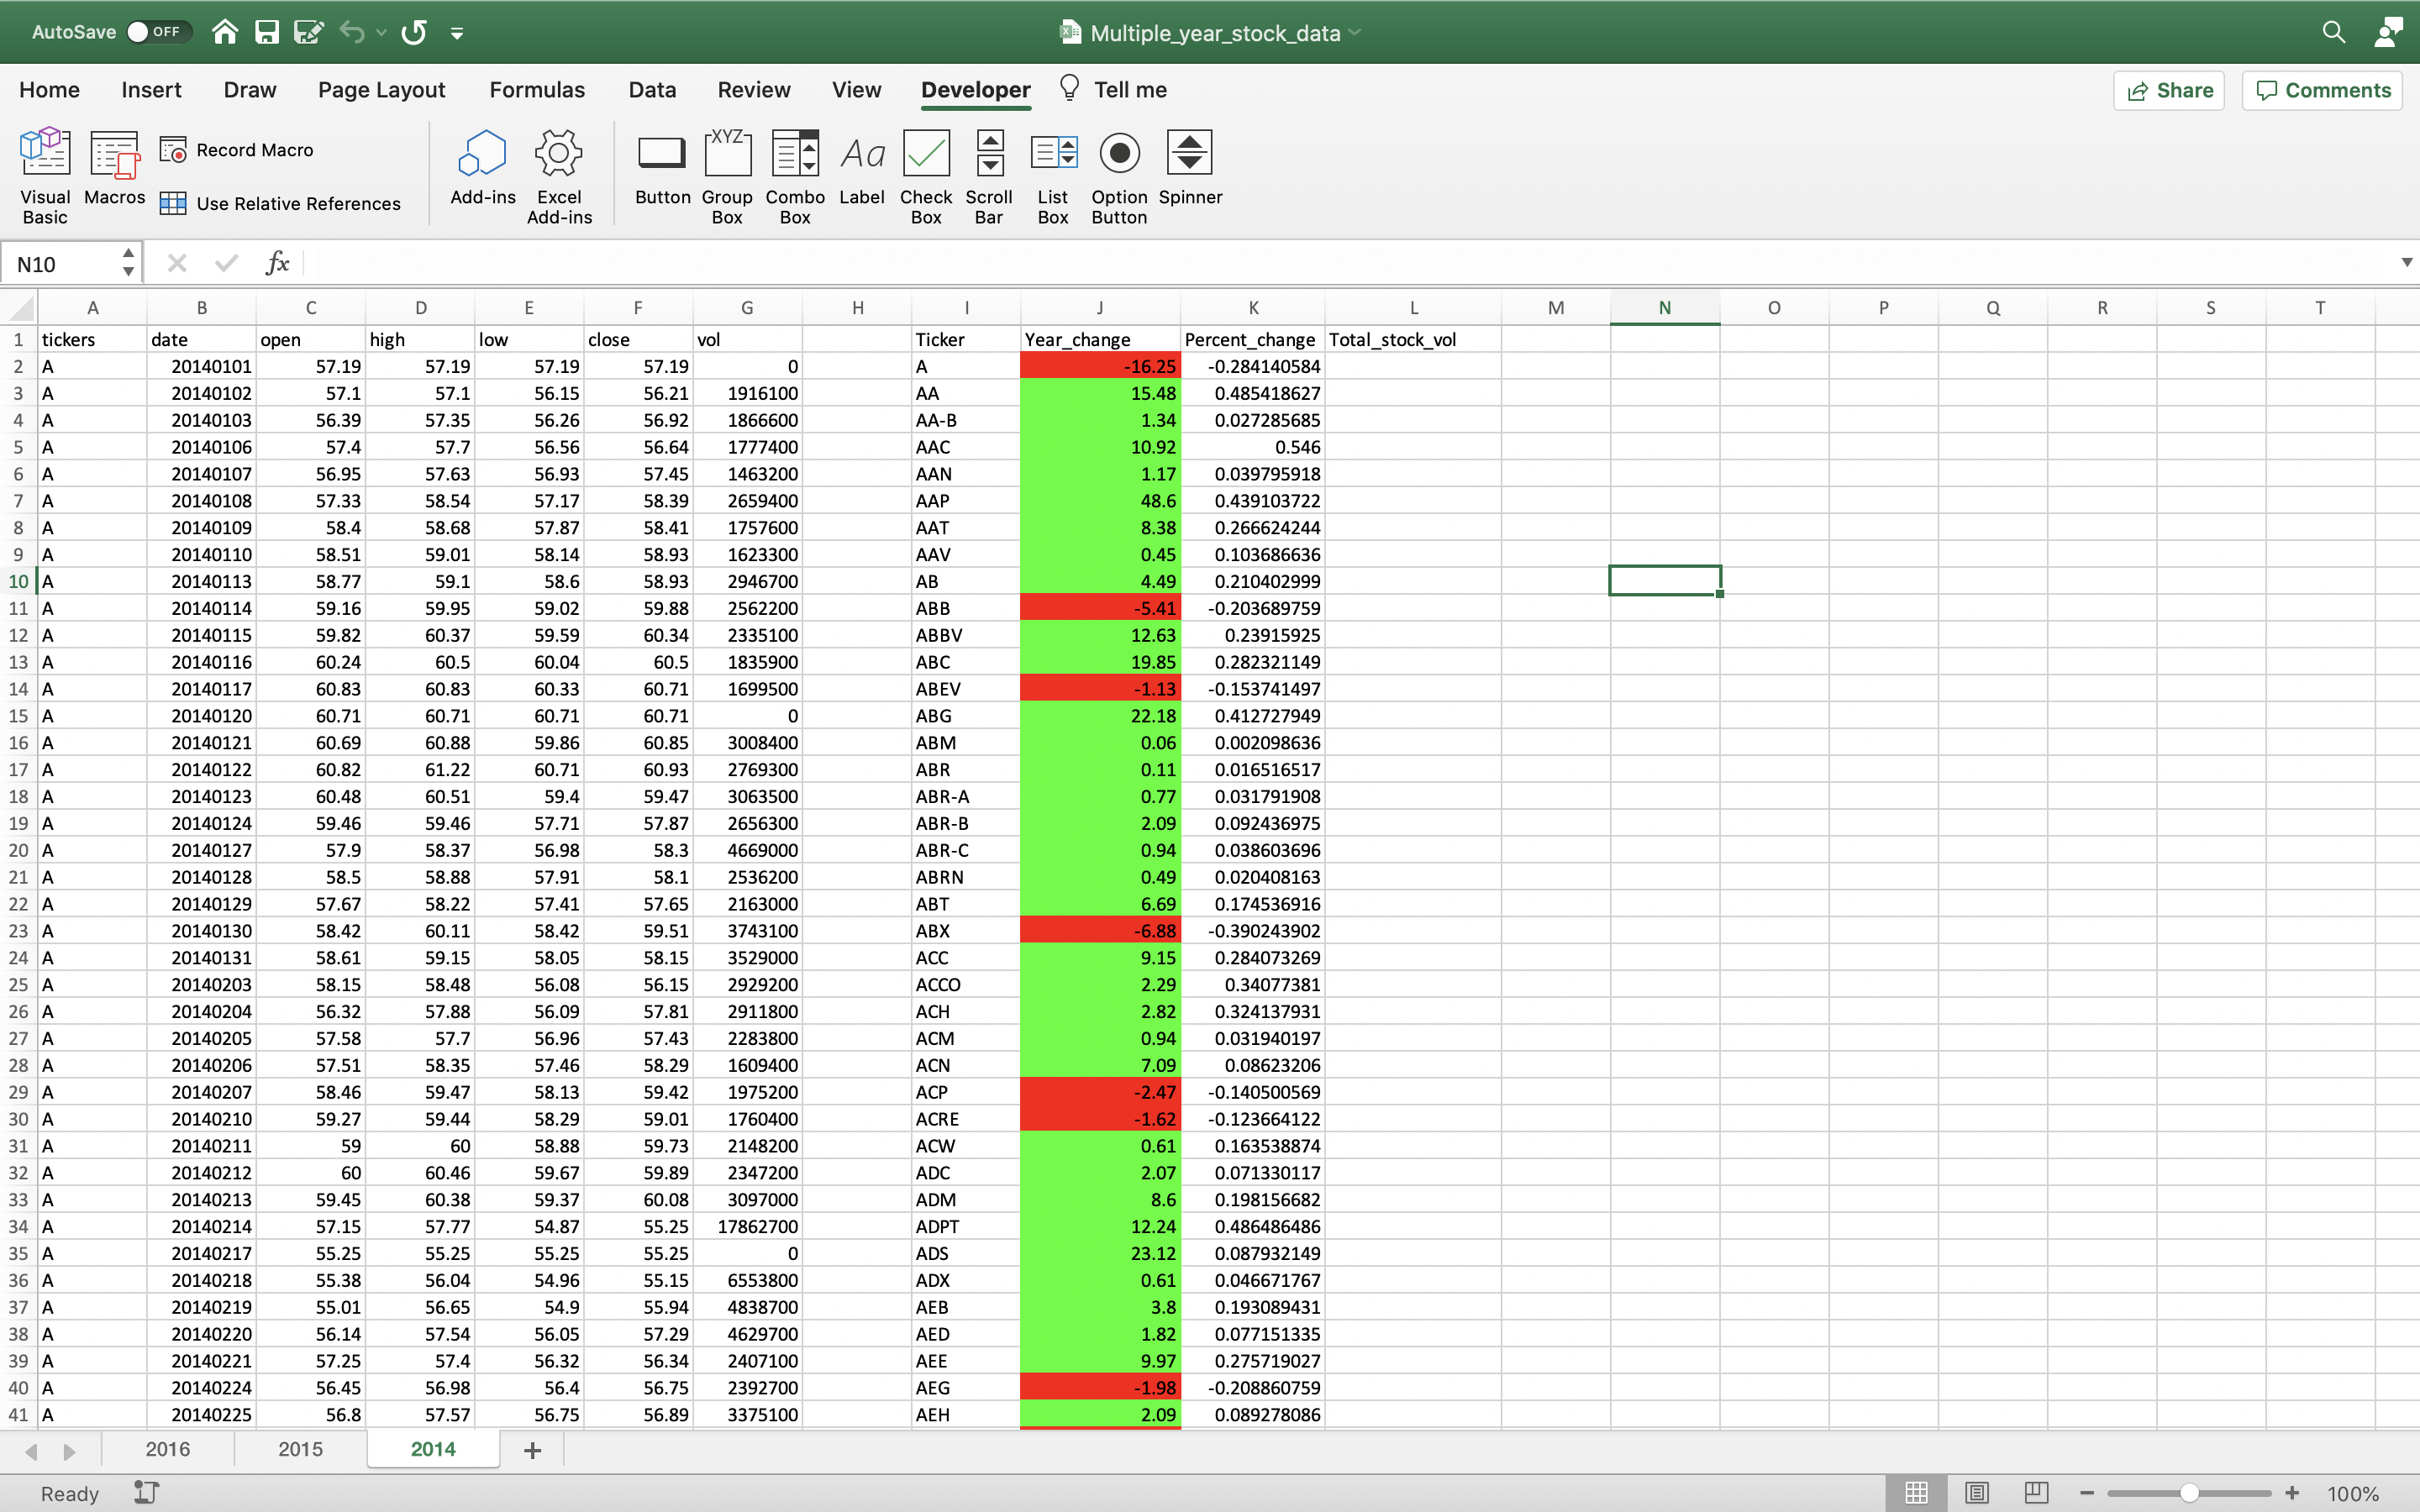 AutoSave OFF Multiple_year_stock_data
Home Insert Draw Page Layout Formulas Data Review View Developer Tell me Share Comments
Visual Basic Macros Record Macro Use Relative References Add-ins Excel Add-ins Button Group Box Combo Box Label Check Box Scroll Bar List Box Option Button Spinner
XYZ Aa
N10 fx
A B C D E F G H I J K L M N O P Q R S T
1 tickers date open high low close vol Ticker Year_change Percent_change Total_stock_vol
2 A 20140101 57.19 57.19 57.19 57.19 0 A -16.25 -0.284140584
3 A 20140102 57.1 57.1 56.15 56.21 1916100 AA 15.48 0.485418627
4 A 20140103 56.39 57.35 56.26 56.92 1866600 AA-B 1.34 0.027285685
5 A 20140106 57.4 57.7 56.56 56.64 1777400 AAC 10.92 0.546
6 A 20140107 56.95 57.63 56.93 57.45 1463200 AAN 1.17 0.039795918
7 A 20140108 57.33 58.54 57.17 58.39 2659400 AAP 48.6 0.439103722
8 A 20140109 58.4 58.68 57.87 58.41 1757600 AAT 8.38 0.266624244
9 A 20140110 58.51 59.01 58.14 58.93 1623300 AAV 0.45 0.103686636
10 A 20140113 58.77 59.1 58.6 58.93 2946700 AB 4.49 0.210402999
11 A 20140114 59.16 59.95 59.02 59.88 2562200 ABB -5.41 -0.203689759
12 A 20140115 59.82 60.37 59.59 60.34 2335100 ABBV 12.63 0.23915925
13 A 20140116 60.24 60.5 60.04 60.5 1835900 ABC 19.85 0.282321149
14 A 20140117 60.83 60.83 60.33 60.71 1699500 ABEV -1.13 -0.153741497
15 A 20140120 60.71 60.71 60.71 60.71 0 ABG 22.18 0.412727949
16 A 20140121 60.69 60.88 59.86 60.85 3008400 ABM 0.06 0.002098636
17 A 20140122 60.82 61.22 60.71 60.93 2769300 ABR 0.11 0.016516517
18 A 20140123 60.48 60.51 59.4 59.47 3063500 ABR-A 0.77 0.031791908
19 A 20140124 59.46 59.46 57.71 57.87 2656300 ABR-B 2.09 0.092436975
20 A 20140127 57.9 58.37 56.98 58.3 4669000 ABR-C 0.94 0.038603696
21 A 20140128 58.5 58.88 57.91 58.1 2536200 ABRN 0.49 0.020408163
22 A 20140129 57.67 58.22 57.41 57.65 2163000 ABT 6.69 0.174536916
23 A 20140130 58.42 60.11 58.42 59.51 3743100 ABX -6.88 -0.390243902
24 A 20140131 58.61 59.15 58.05 58.15 3529000 ACC 9.15 0.284073269
25 A 20140203 58.15 58.48 56.08 56.15 2929200 ACCO 2.29 0.34077381
26 A 20140204 56.32 57.88 56.09 57.81 2911800 ACH 2.82 0.324137931
27 A 20140205 57.58 57.7 56.96 57.43 2283800 ACM 0.94 0.031940197
28 A 20140206 57.51 58.35 57.46 58.29 1609400 ACN 7.09 0.08623206
29 A 20140207 58.46 59.47 58.13 59.42 1975200 ACP -2.47 -0.140500569
30 A 20140210 59.27 59.44 58.29 59.01 1760400 ACRE -1.62 -0.123664122
31 A 20140211 59 60 58.88 59.73 2148200 ACW 0.61 0.163538874
32 A 20140212 60 60.46 59.67 59.89 2347200 ADC 2.07 0.071330117
33 A 20140213 59.45 60.38 59.37 60.08 3097000 ADM 8.6 0.198156682
34 A 20140214 57.15 57.77 54.87 55.25 17862700 ADPT 12.24 0.486486486
35 A 20140217 55.25 55.25 55.25 55.25 0 ADS 23.12 0.087932149
36 A 20140218 55.38 56.04 54.96 55.15 6553800 ADX 0.61 0.046671767
37 A 20140219 55.01 56.65 54.9 55.94 4838700 AEB 3.8 0.193089431
38 A 20140220 56.14 57.54 56.05 57.29 4629700 AED 1.82 0.077151335
39 A 20140221 57.25 57.4 56.32 56.34 2407100 AEE 9.97 0.275719027
40 A 20140224 56.45 56.98 56.4 56.75 2392700 AEG -1.98 -0.208860759
41 A 20140225 56.8 57.57 56.75 56.89 3375100 AEH 2.09 0.089278086
2016 2015 2014 +
Ready 100%